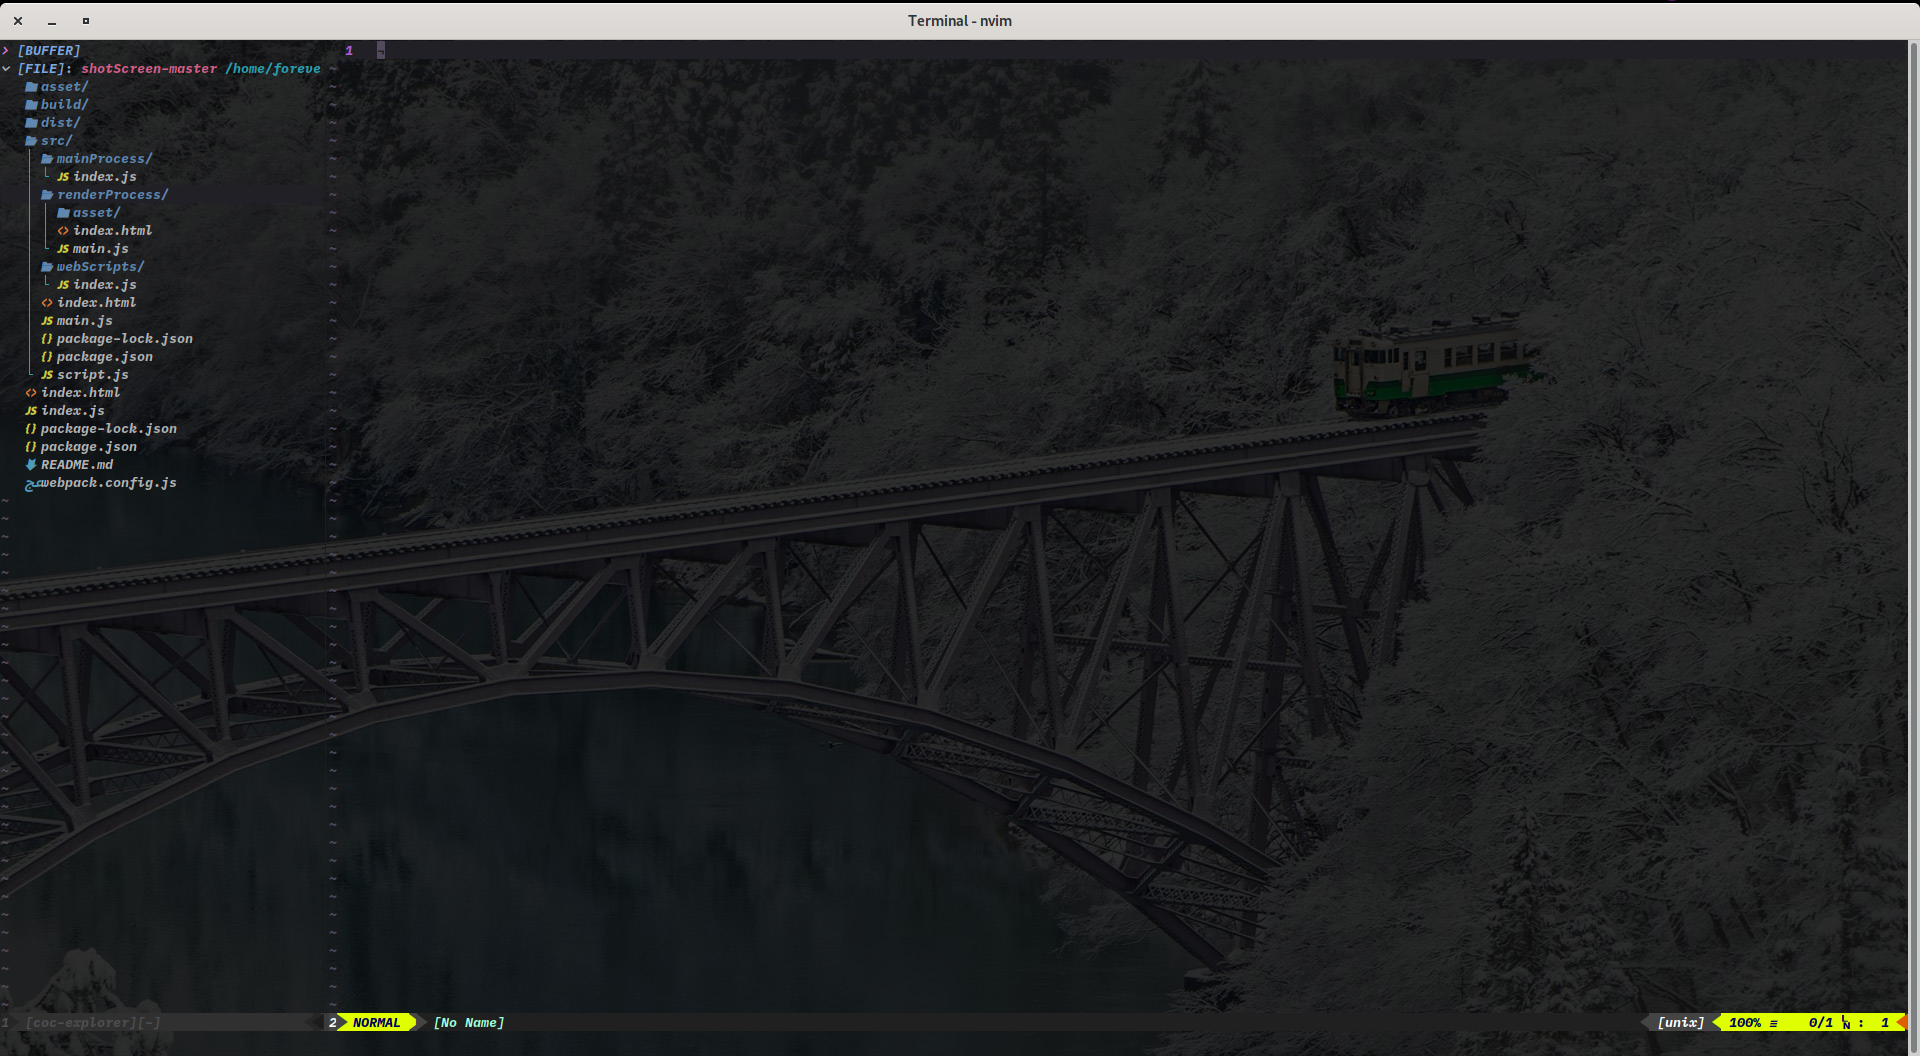 Terminal - nvim
[BUFFER]
[FILE]: shotScreen-master /home/foreve
asset/
build/
dist/
src/
mainProcess/
JS index.js
renderProcess/
asset/
<> index.html
JS main.js
webScripts/
JS index.js
<> index.html
JS main.js
{} package-lock.json
{} package.json
JS script.js
<> index.html
JS index.js
{} package-lock.json
{} package.json
README.md
webpack.config.js
1
1 [coc-explorer][-]
2 NORMAL [No Name] [unix] 100% ≡ 0/1 LN : 1